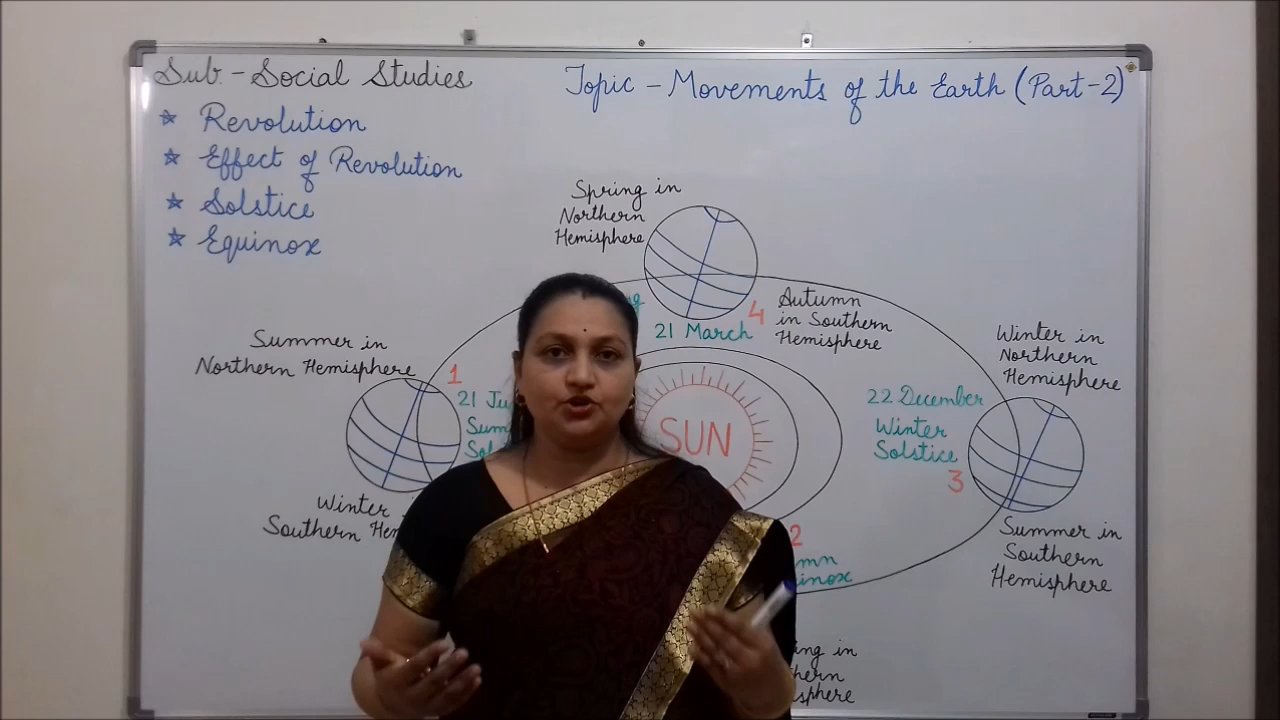 Sub. - Social Studies
Topic - Movements of the Earth (Part-2)
★ Revolution
★ Effect of Revolution
★ Solstice
★ Equinox
Spring in
Northern
Hemisphere
21 March
4
Autumn
in Southern
Hemisphere
Summer in
Northern Hemisphere
1
21
Winter
Southern
SUN
22 December
Winter
Solstice
3
Winter in
Northern
Hemisphere
Summer in
Southern
Hemisphere
2
in